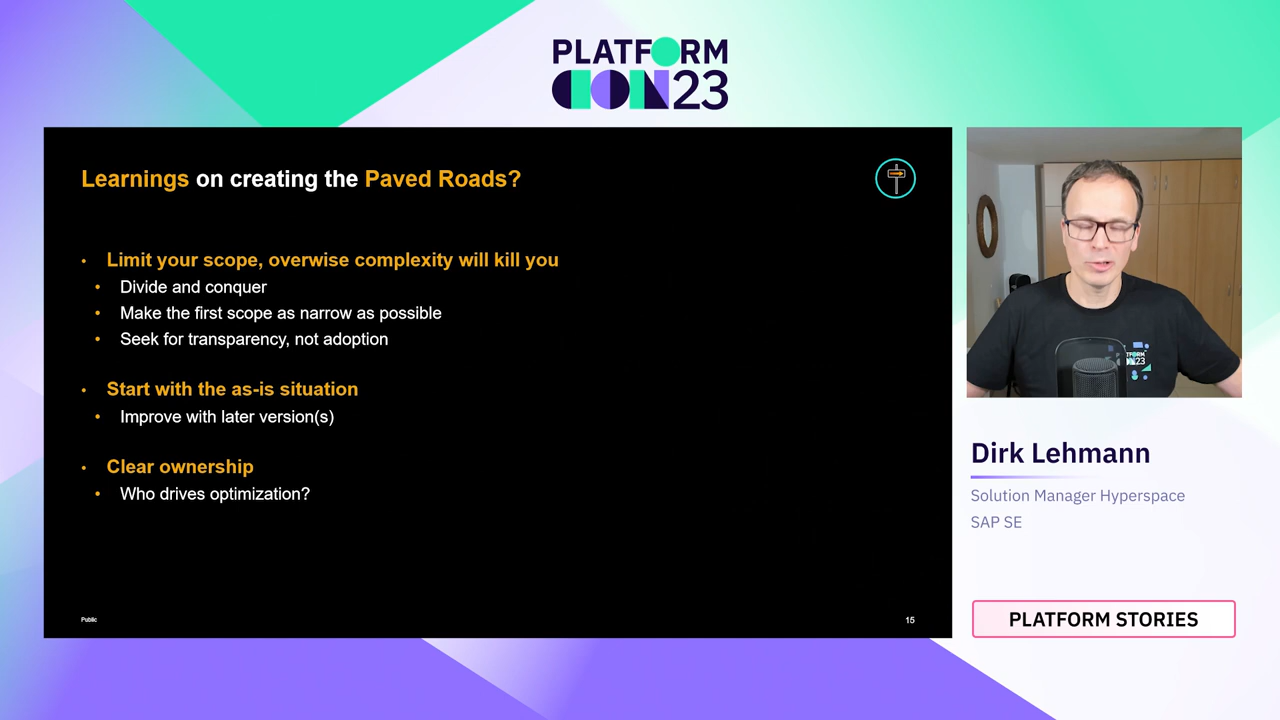 PLATFORM
CON23
Learnings on creating the Paved Roads?
• Limit your scope, overwise complexity will kill you
• Divide and conquer
• Make the first scope as narrow as possible
• Seek for transparency, not adoption
• Start with the as-is situation
• Improve with later version(s)
• Clear ownership
• Who drives optimization?
Public
15
Dirk Lehmann
Solution Manager Hyperspace
SAP SE
PLATFORM STORIES